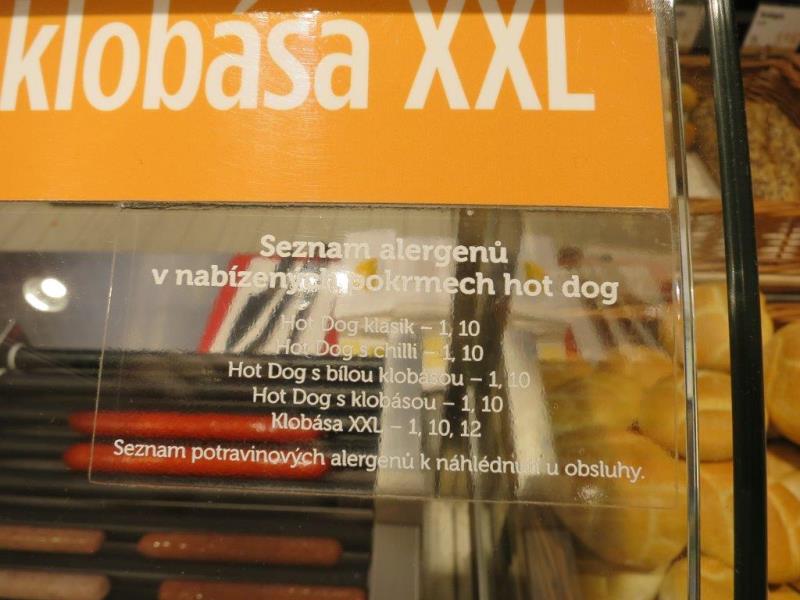 klobása XXL
Seznam alergenů
v nabízených pokrmech hot dog
Hot Dog klasik – 1, 10
Hot Dog s chilli – 1, 10
Hot Dog s bílou klobásou – 1, 10
Hot Dog s klobásou – 1, 10
Klobása XXL – 1, 10, 12
Seznam potravinových alergenů k náhlédnutí u obsluhy.